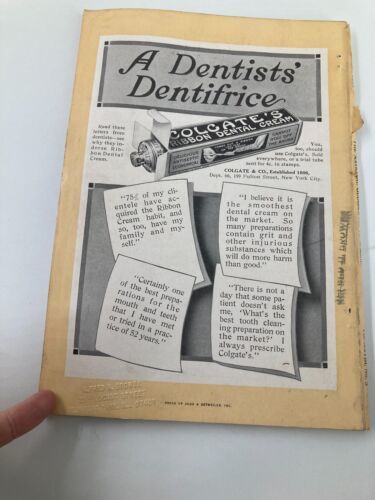 A Dentists'
Dentifrice
Read these
letters from
dentists—see
why they in-
dorse Rib-
bon Dental
Cream.
COLGATE'S
RIBBON DENTAL CREAM
COLGATE & CO.
ANTISEPTIC
You,
too, should
use Colgate's. Sold
everywhere, or a trial tube
sent for 4c. in stamps.
COLGATE & CO., Established 1806,
Dept. 96, 199 Fulton Street, New York City.
"75% of my cli-
entele have ac-
quired the Ribbon
Cream habit, and
so, too, have my
family and my-
self."
"I believe it is
the smoothest
dental cream on
the market. So
many preparations
contain grit and
other injurious
substances which
will do more harm
than good."
"Certainly one
of the best prepa-
rations for the
mouth and teeth
that I have met
or tried in a prac-
tice of 52 years."
"There is not a
day that some pa-
tient doesn't ask
me, 'What's the
best tooth clean-
ing preparation on
the market?' I
always prescribe
Colgate's."